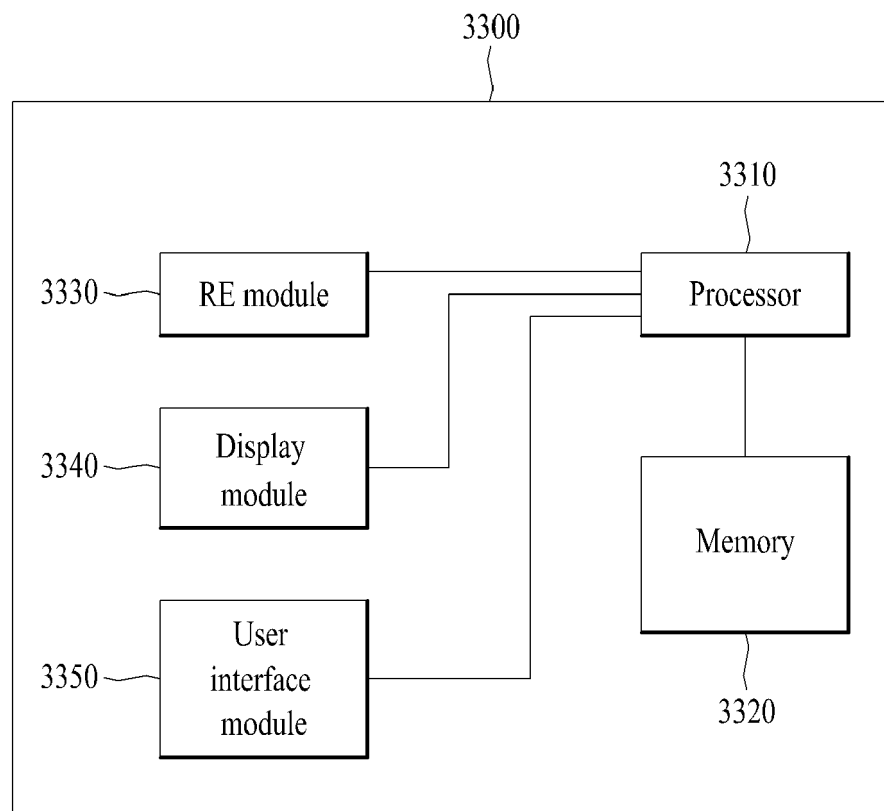 3300
3310
3330
RE module
Processor
3340
Display
module
Memory
3350
User
interface
module
3320